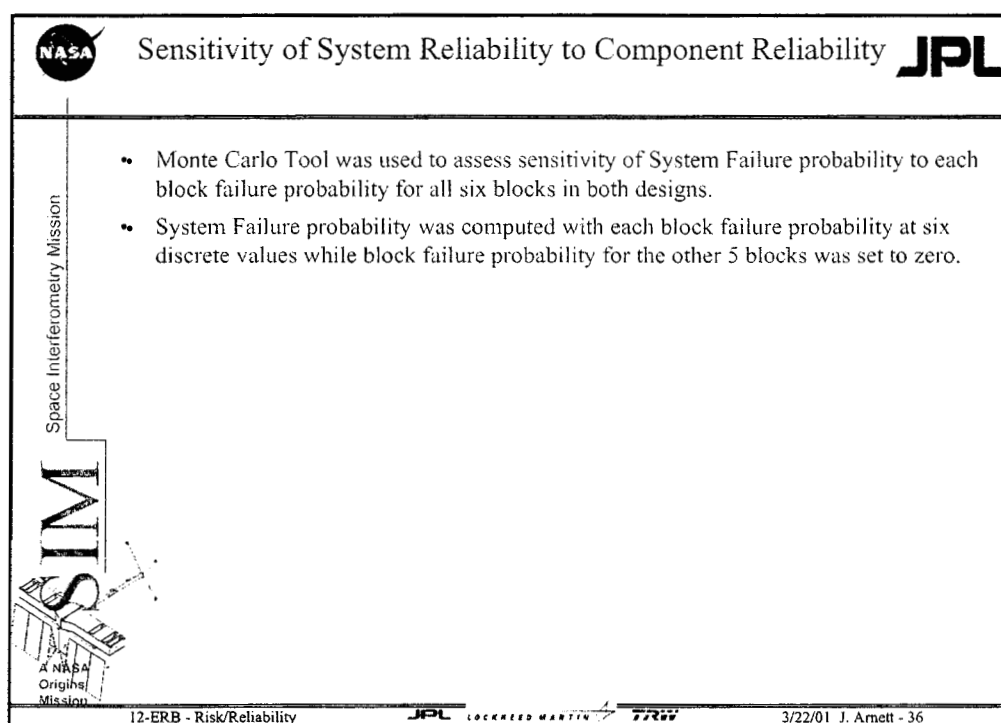 NASA
Sensitivity of System Reliability to Component Reliability
JPL
• Monte Carlo Tool was used to assess sensitivity of System Failure probability to each
block failure probability for all six blocks in both designs.
• System Failure probability was computed with each block failure probability at six
discrete values while block failure probability for the other 5 blocks was set to zero.
Space Interferometry Mission
SIM
A NASA
Origins
Mission
12-ERB - Risk/Reliability
JPL
LOCKHEED MARTIN
TRW
3/22/01 J. Arnett - 36